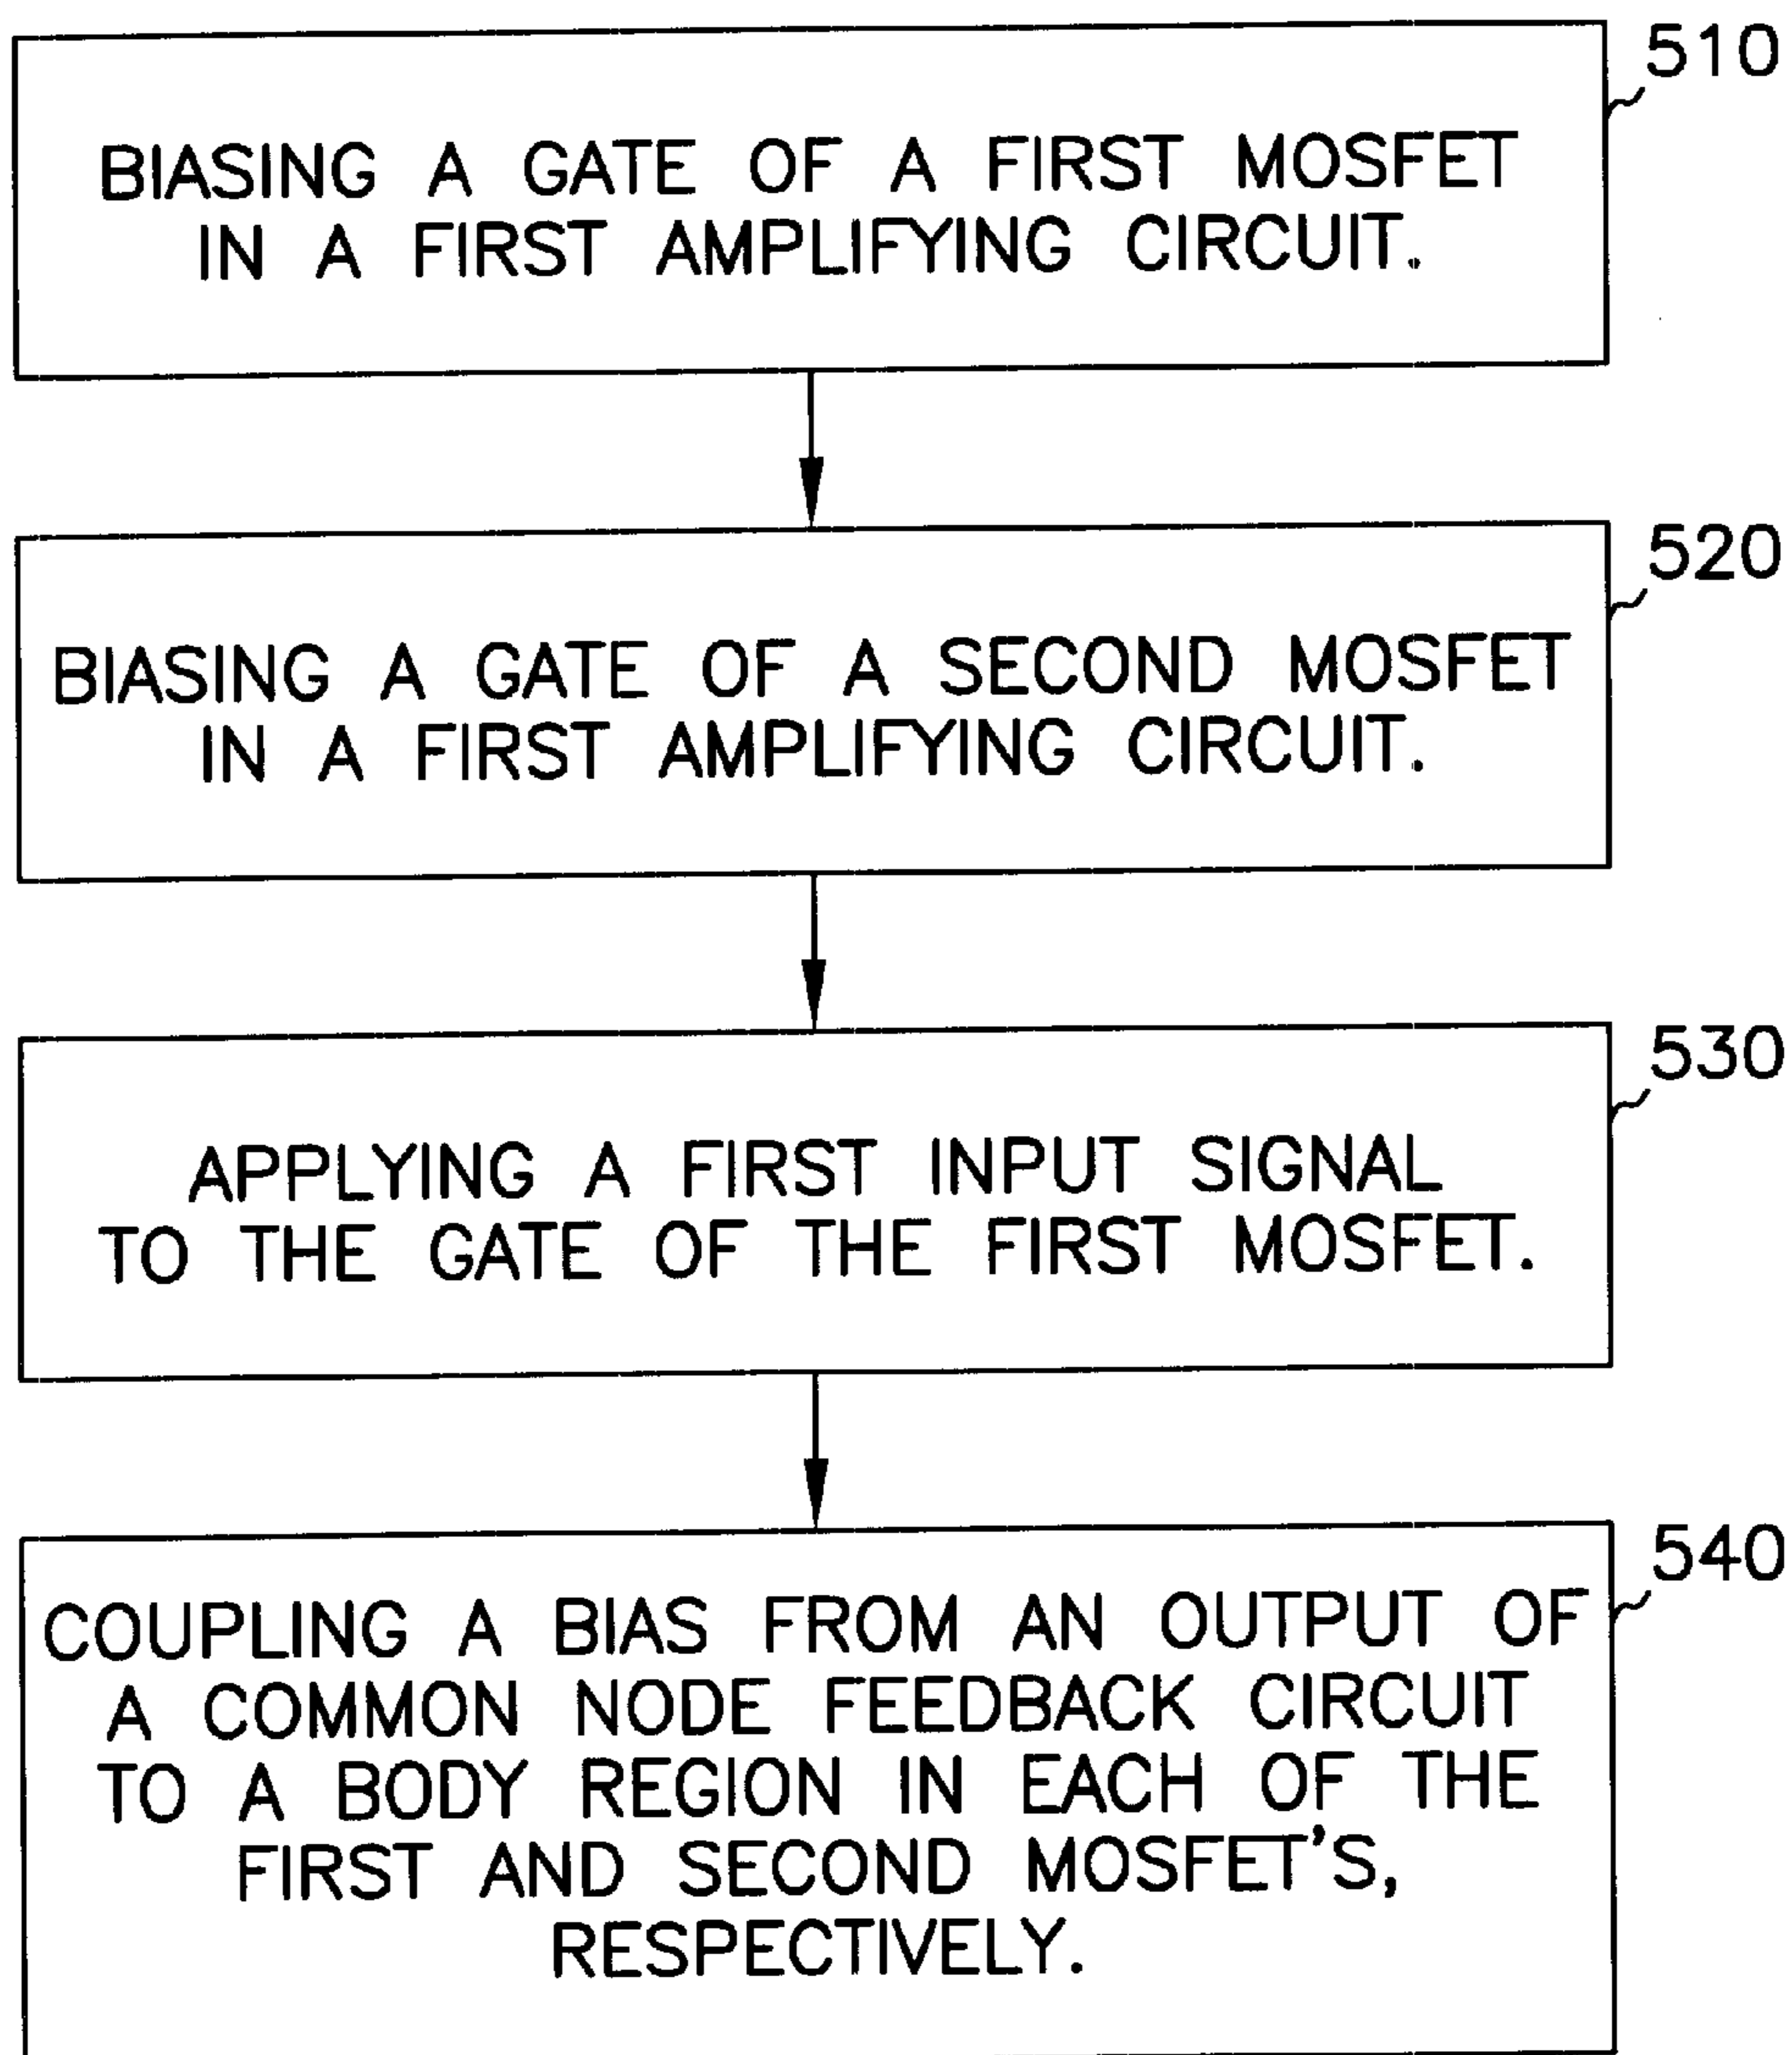 510
BIASING A GATE OF A FIRST MOSFET
IN A FIRST AMPLIFYING CIRCUIT.
520
BIASING A GATE OF A SECOND MOSFET
IN A FIRST AMPLIFYING CIRCUIT.
530
APPLYING A FIRST INPUT SIGNAL
TO THE GATE OF THE FIRST MOSFET.
540
COUPLING A BIAS FROM AN OUTPUT OF
A COMMON NODE FEEDBACK CIRCUIT
TO A BODY REGION IN EACH OF THE
FIRST AND SECOND MOSFET'S,
RESPECTIVELY.